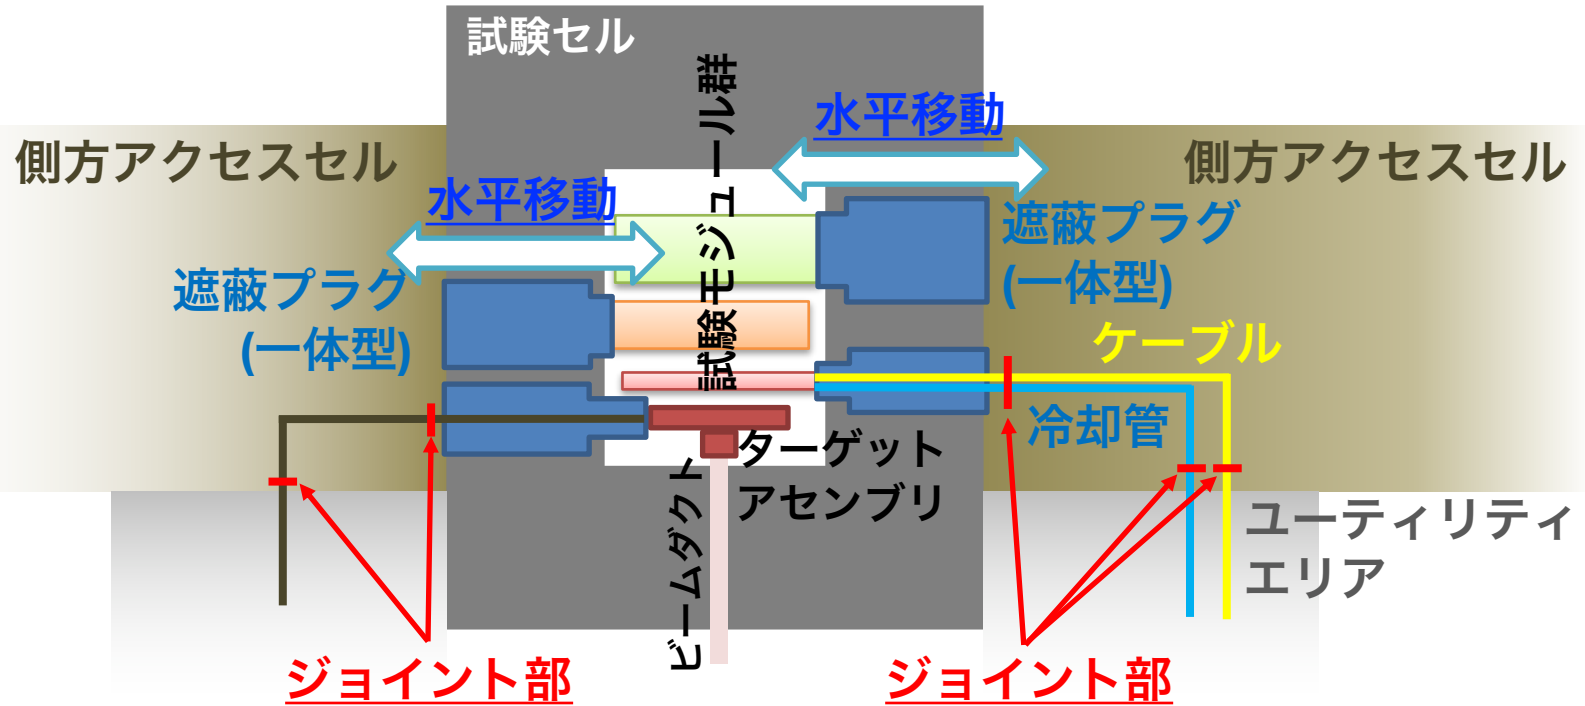 試験セル
試験モジュール群
水平移動
側方アクセスセル
側方アクセスセル
水平移動
遮蔽プラグ
(一体型)
遮蔽プラグ
(一体型)
ケーブル
冷却管
ターゲット
アセンブリ
ビームダクト
ユーティリティ
エリア
ジョイント部
ジョイント部